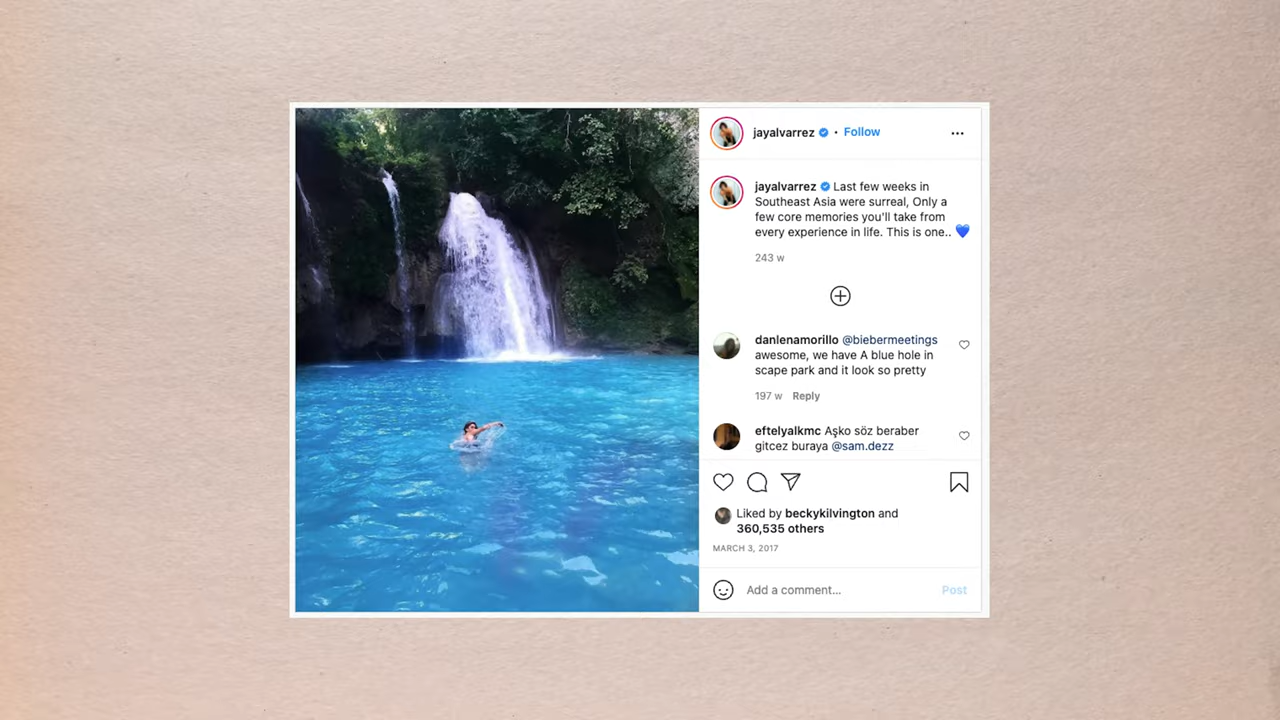 jayalvarrez • Follow
jayalvarrez Last few weeks in
Southeast Asia were surreal, Only a
few core memories you'll take from
every experience in life. This is one.. 💙
243 w
danlenamorillo @biebermeetings
awesome, we have A blue hole in
scape park and it look so pretty
197 w Reply
eftelyalkmc Aşko söz beraber
gitcez buraya @sam.dezz
Liked by beckykilvington and
360,535 others
MARCH 3, 2017
Add a comment...
Post